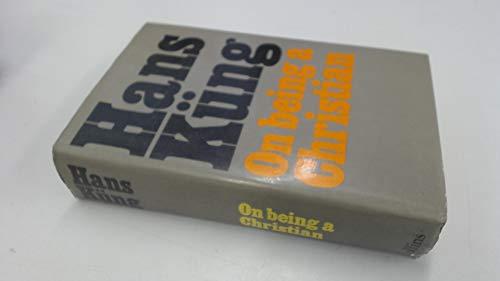 Hans
Küng
On being a
Christian
Hans
Küng
On being a
Christian